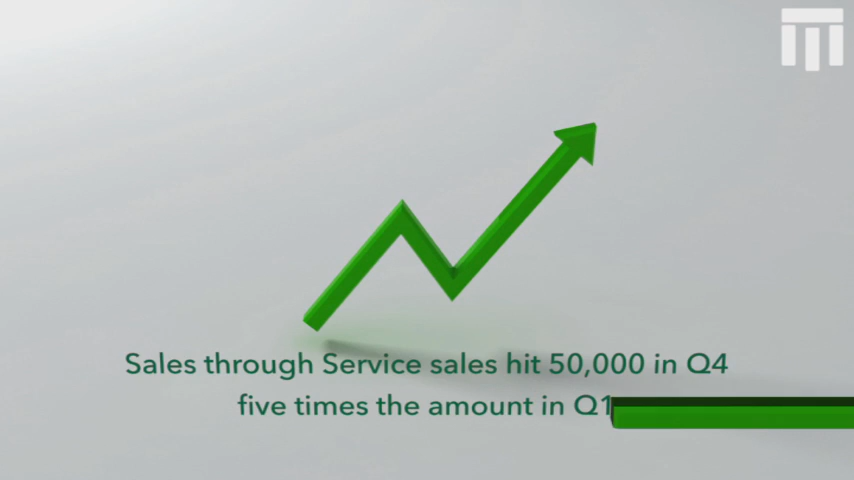 Sales through Service sales hit 50,000 in Q4
five times the amount in Q1